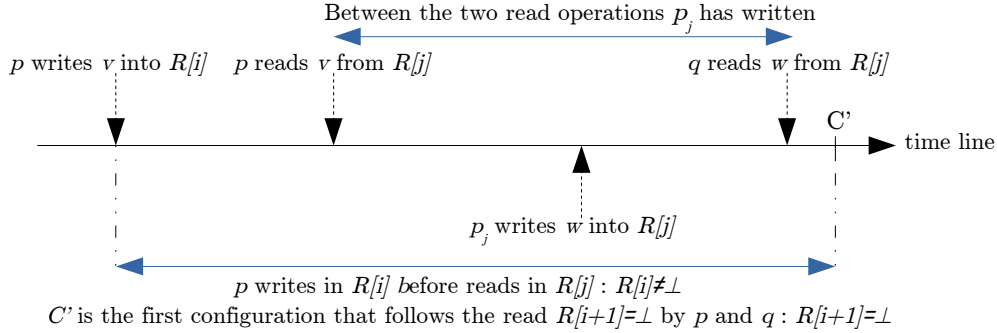 Between the two read operations p_j has written
p writes v into R[i] p reads v from R[j] q reads w from R[j]
C'
time line
p_j writes w into R[j]
p writes in R[i] before reads in R[j] : R[i]≠⊥
C' is the first configuration that follows the read R[i+1]=⊥ by p and q : R[i+1]=⊥